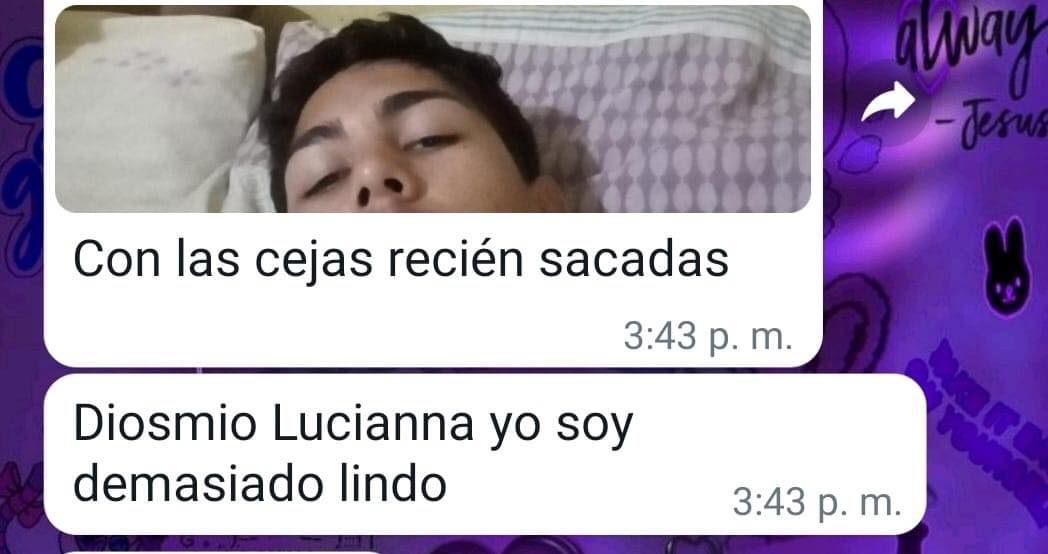 alway
- Jesus
Con las cejas recién sacadas
3:43 p. m.
Diosmio Lucianna yo soy
demasiado lindo
3:43 p. m.